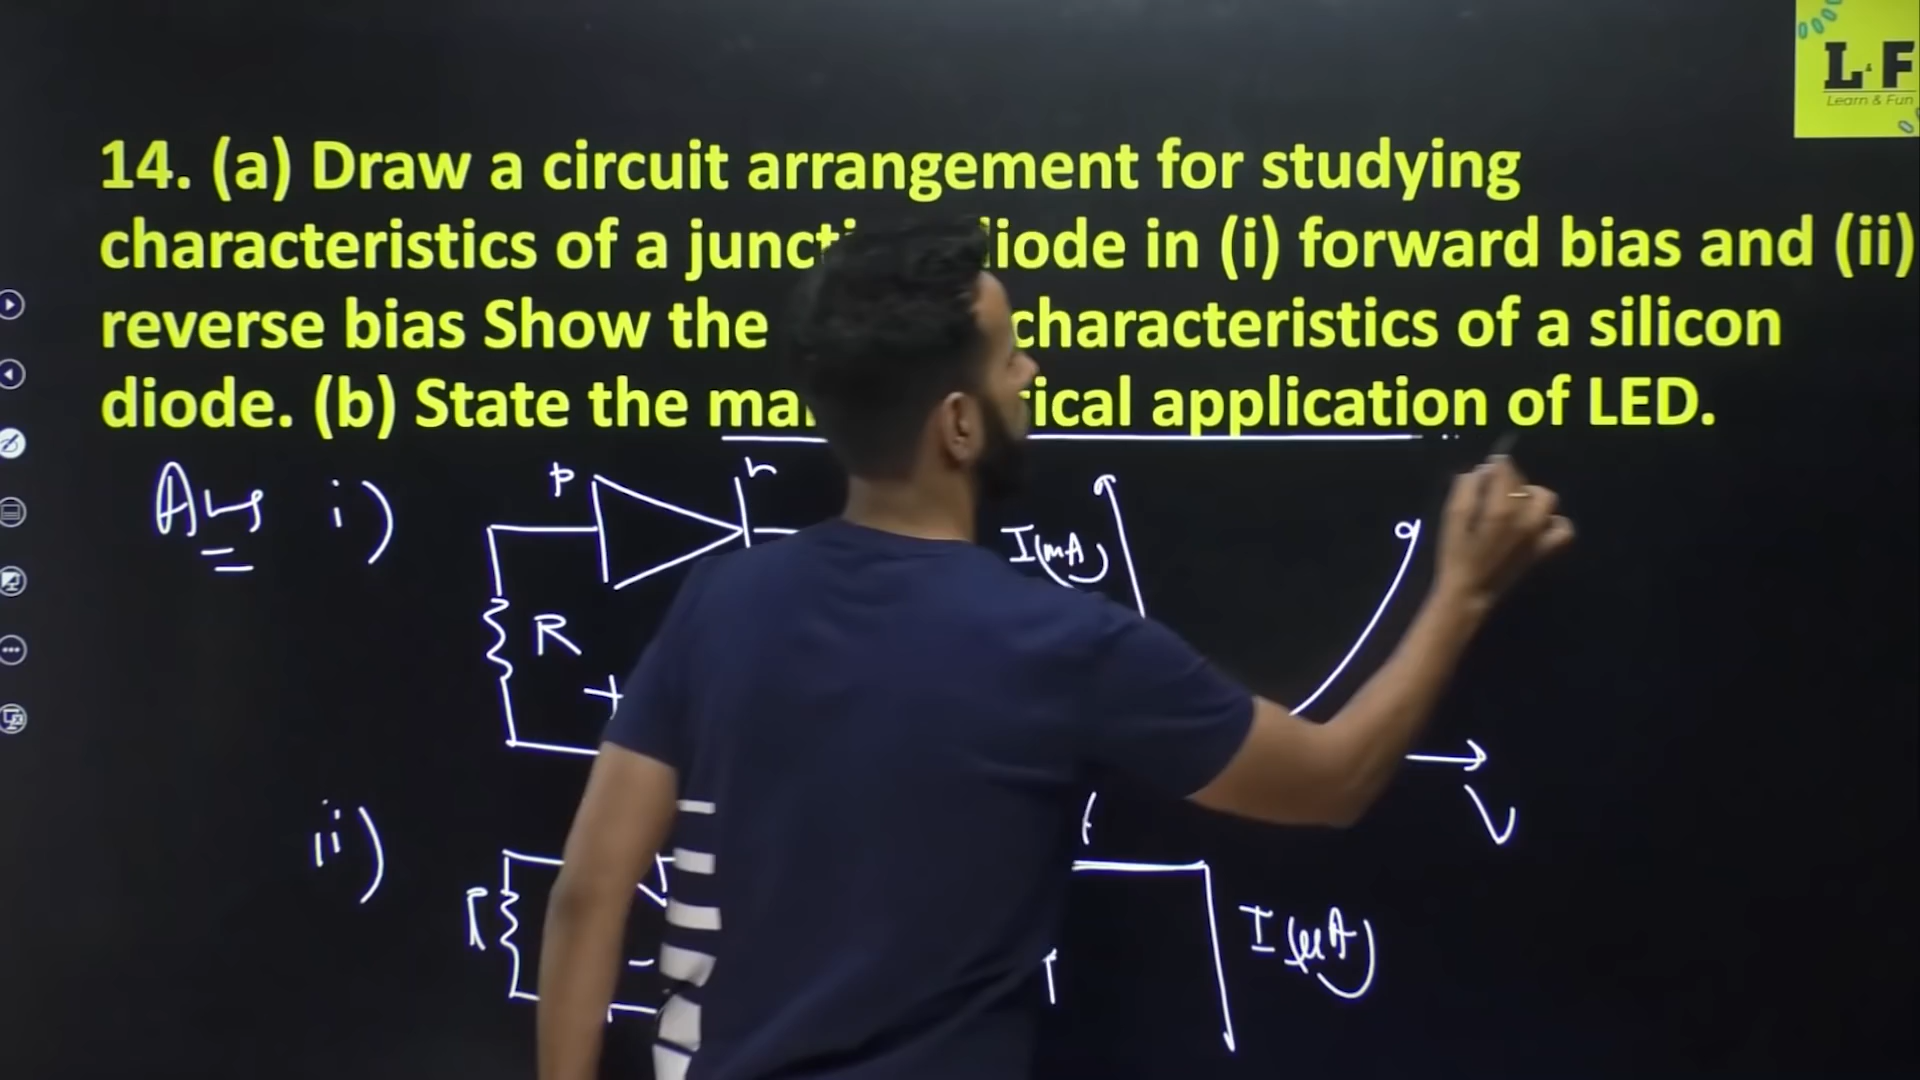 L & F
Learn & Fun
14. (a) Draw a circuit arrangement for studying
characteristics of a juncti iode in (i) forward bias and (ii)
reverse bias Show the characteristics of a silicon
diode. (b) State the ma rical application of LED.
Ans i)
p n
I(mA)
R
+
V
ii)
I(μA)
-